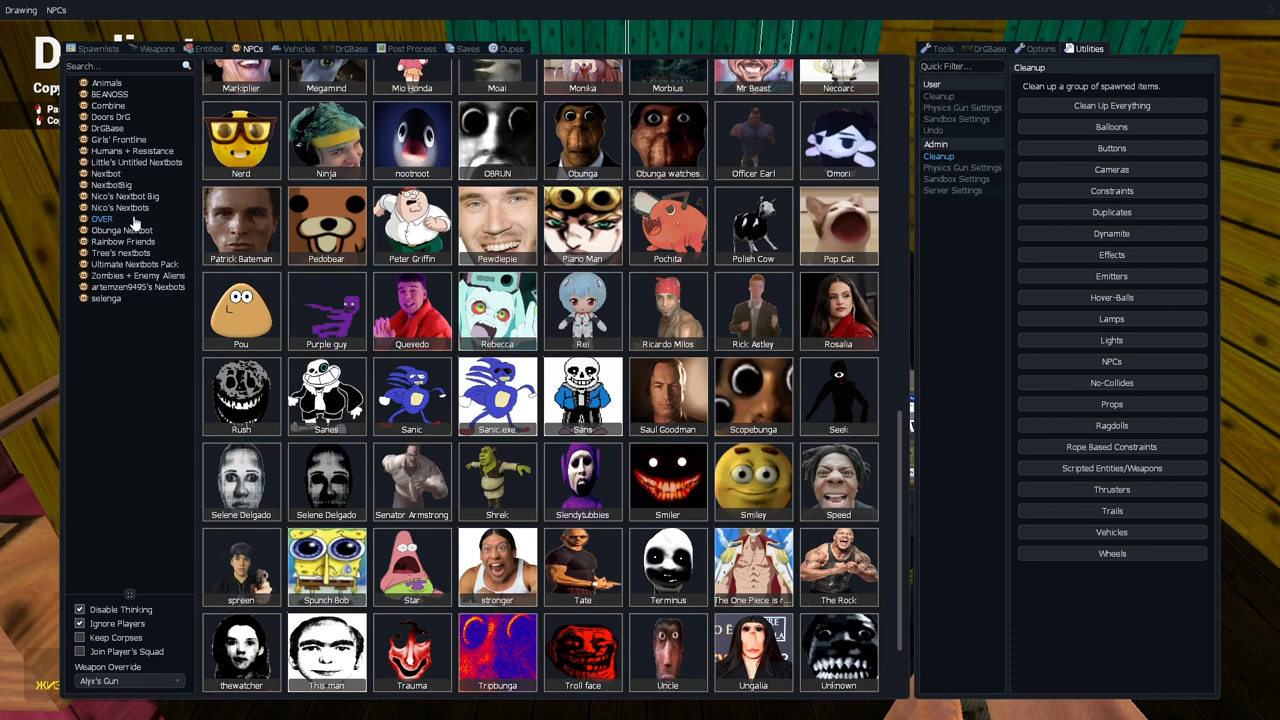 Drawing NPCs
Spawnlists Weapons Entities NPCs Vehicles DrGBase Post Process Saves Dupes
Tools DrGBase Options Utilities
Search...
Animals
BEANOSS
Combine
Doors DrG
DrGBase
Girls' Frontline
Humans + Resistance
Little's Untitled Nextbots
Nextbot
NextbotBig
Nico's Nextbot Big
Nico's Nextbots
OVER
Obunga Nextbot
Rainbow Friends
Tree's nextbots
Ultimate Nextbots Pack
Zombies + Enemy Aliens
artemzen9495's Nexbots
selenga
Disable Thinking
Ignore Players
Keep Corpses
Join Player's Squad
Weapon Override
Alyx's Gun
Markiplier Megamind Mio Honda Moai Monika Morbius Mr Beast Necoarc
Nerd Ninja nootnoot OBRUN Obunga Obunga watches Officer Earl Omori
Patrick Bateman Pedobear Peter Griffin Pewdiepie Piano Man Pochita Polish Cow Pop Cat
Pou Purple guy Quevedo Rebecca Rei Ricardo Milos Rick Astley Rosalia
Rush Sanes Sanic Sanic.exe Sans Saul Goodman Scopebunga Seek
Selene Delgado Selene Delgado Senator Armstrong Shrek Slendytubbies Smiler Smiley Speed
spreen Spunch Bob Star stronger Tate Terminus The One Piece is r... The Rock
thewatcher This man Trauma Tripbunga Troll face Uncle Ungalia Unknown
Quick Filter...
User
Cleanup
Physics Gun Settings
Sandbox Settings
Undo
Admin
Cleanup
Physics Gun Settings
Sandbox Settings
Server Settings
Cleanup
Clean up a group of spawned items.
Clean Up Everything
Balloons
Buttons
Cameras
Constraints
Duplicates
Dynamite
Effects
Emitters
Hover-Balls
Lamps
Lights
NPCs
No-Collides
Props
Ragdolls
Rope Based Constraints
Scripted Entities/Weapons
Thrusters
Trails
Vehicles
Wheels